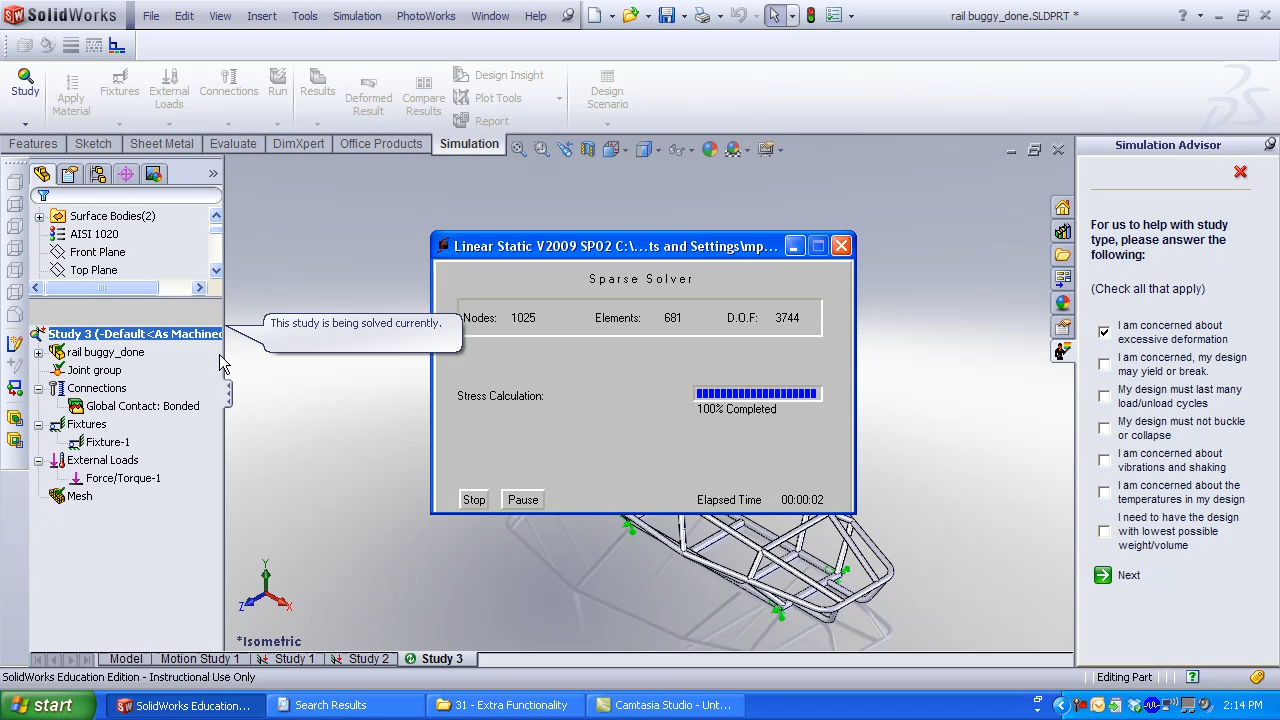 SolidWorks
File Edit View Insert Tools Simulation PhotoWorks Window Help
rail buggy_done.SLDPRT *
Study
Apply Material
Fixtures
External Loads
Connections
Run
Results
Deformed Result
Compare Results
Design Insight
Plot Tools
Report
Design Scenario
Features Sketch Sheet Metal Evaluate DimXpert Office Products Simulation
Surface Bodies(2)
AISI 1020
Front Plane
Top Plane
Study 3 (-Default<As Machined
rail buggy_done
Joint group
Connections
Global Contact: Bonded
Fixtures
Fixture-1
External Loads
Force/Torque-1
Mesh
This study is being solved currently.
Linear Static V2009 SP02 C:\...ts and Settings\mp...
Sparse Solver
Nodes: 1025 Elements: 681 D.O.F: 3744
Stress Calculation:
100% Completed
Stop Pause Elapsed Time 00:00:02
Y
Z X
*Isometric
Simulation Advisor
For us to help with study
type, please answer the
following:
(Check all that apply)
I am concerned about
excessive deformation
I am concerned, my design
may yield or break.
My design must last many
load/unload cycles
My design must not buckle
or collapse
I am concerned about
vibrations and shaking
I am concerned about the
temperatures in my design
I need to have the design
with lowest possible
weight/volume
Next
Model Motion Study 1 Study 1 Study 2 Study 3
SolidWorks Education Edition - Instructional Use Only
Editing Part
start
SolidWorks Education...
Search Results
31 - Extra Functionality
Camtasia Studio - Unt...
2:14 PM